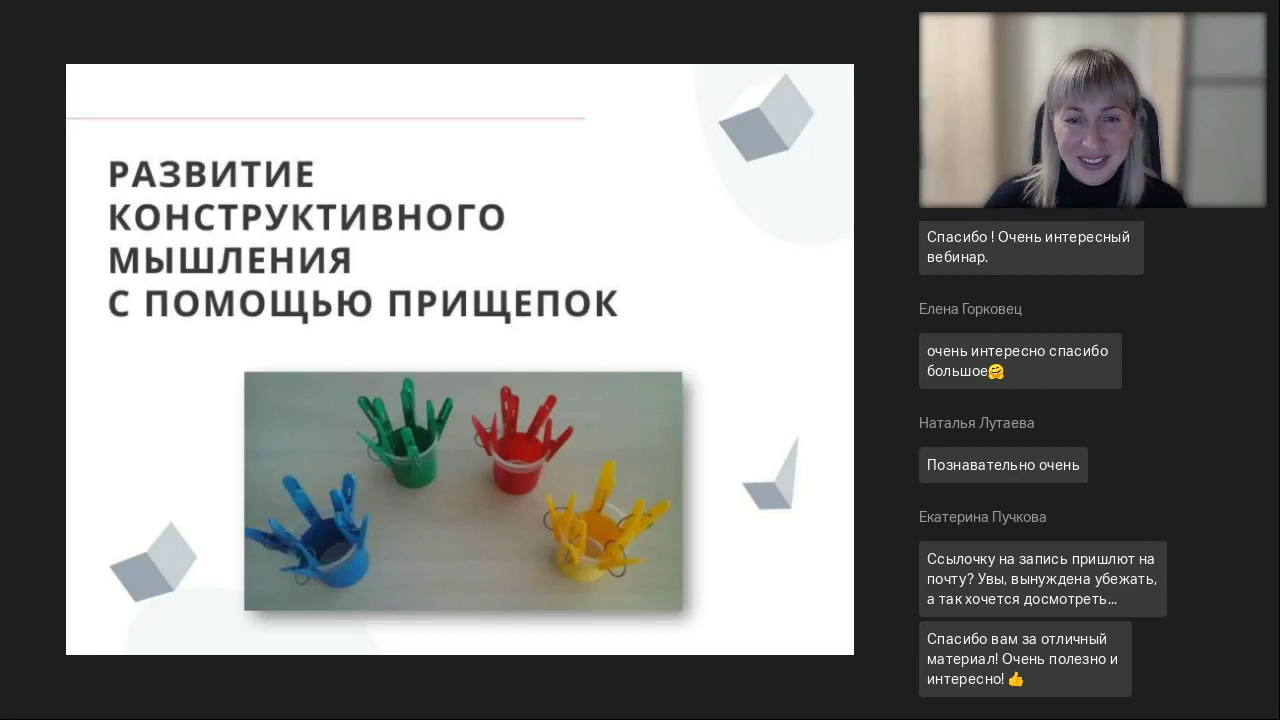 РАЗВИТИЕ
КОНСТРУКТИВНОГО
МЫШЛЕНИЯ
С ПОМОЩЬЮ ПРИЩЕПОК
Спасибо ! Очень интересный
вебинар.
Елена Горковец
очень интересно спасибо
большое🤗
Наталья Лутаева
Познавательно очень
Екатерина Пучкова
Ссылочку на запись пришлют на
почту? Увы, вынуждена убежать,
а так хочется досмотреть...
Спасибо вам за отличный
материал! Очень полезно и
интересно! 👍